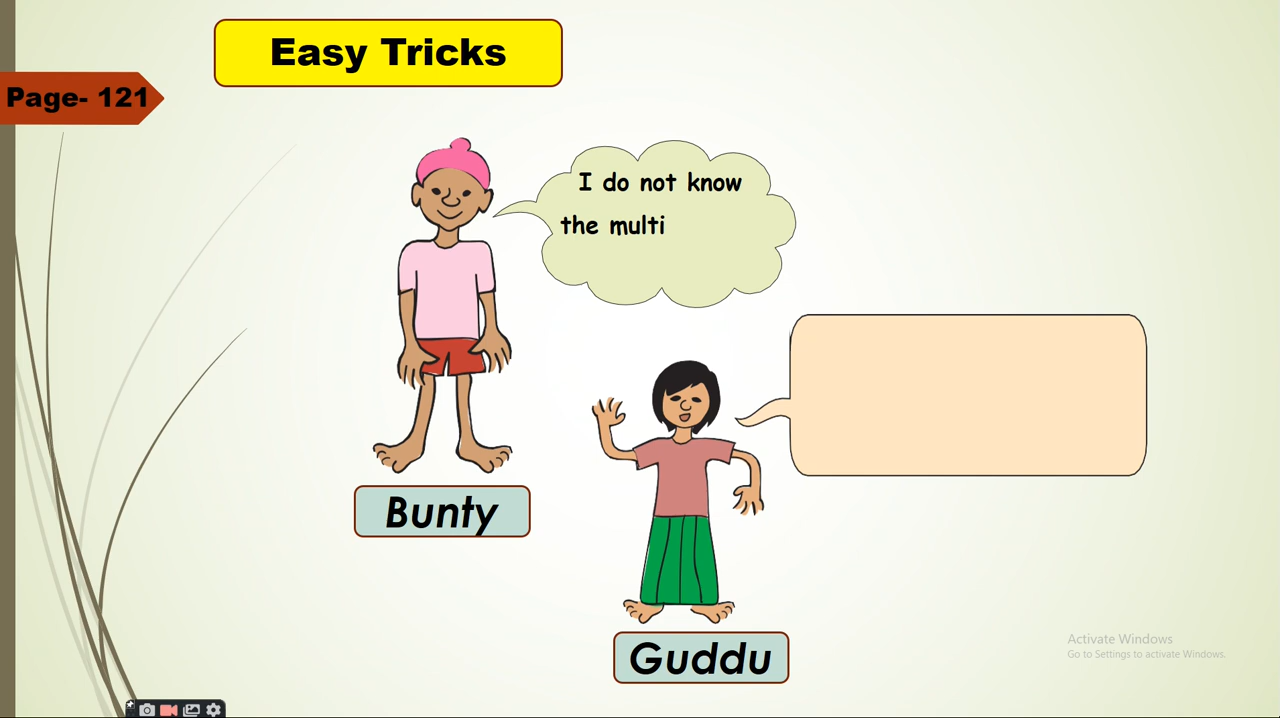 Easy Tricks
Page- 121
I do not know
the multi
Bunty
Guddu
Activate Windows
Go to Settings to activate Windows.